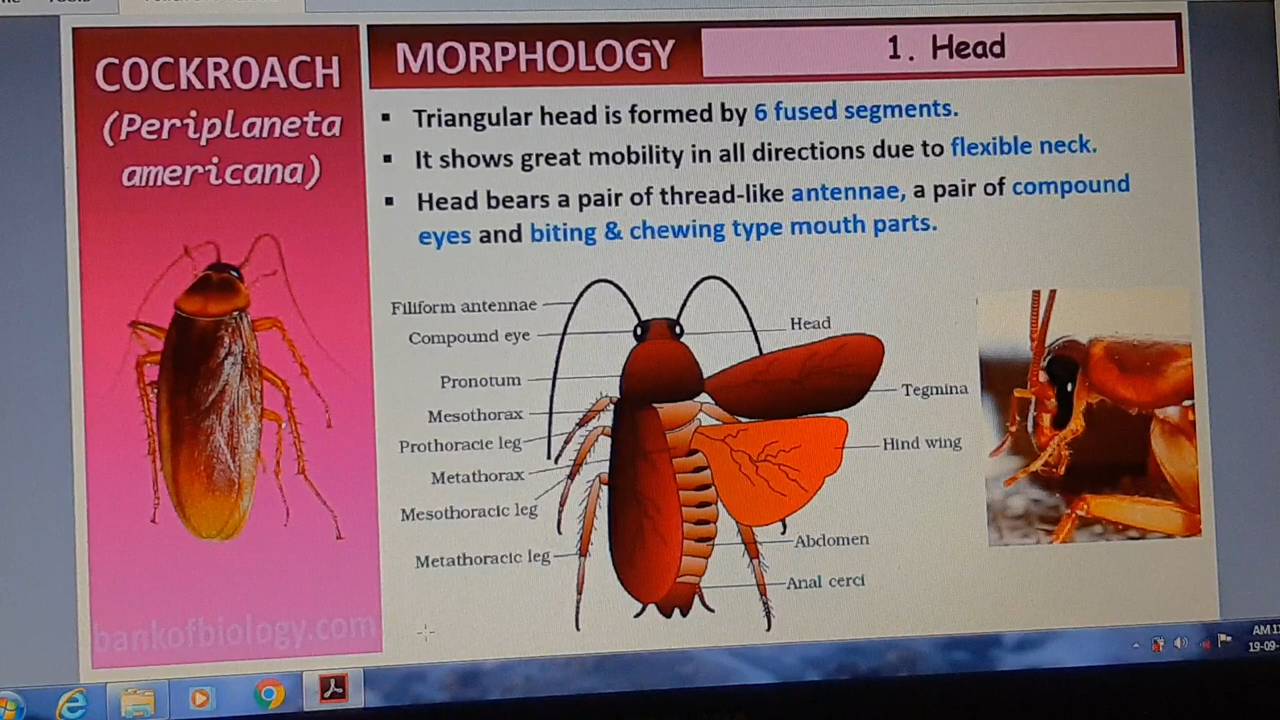 COCKROACH
(Periplaneta
americana)
bankofbiology.com
MORPHOLOGY
1. Head
▪ Triangular head is formed by 6 fused segments.
▪ It shows great mobility in all directions due to flexible neck.
▪ Head bears a pair of thread-like antennae, a pair of compound
eyes and biting & chewing type mouth parts.
Filiform antennae
Compound eye
Head
Pronotum
Tegmina
Mesothorax
Prothoracic leg
Hind wing
Metathorax
Mesothoracic leg
Abdomen
Metathoracic leg
Anal cerci
AM
19-09-